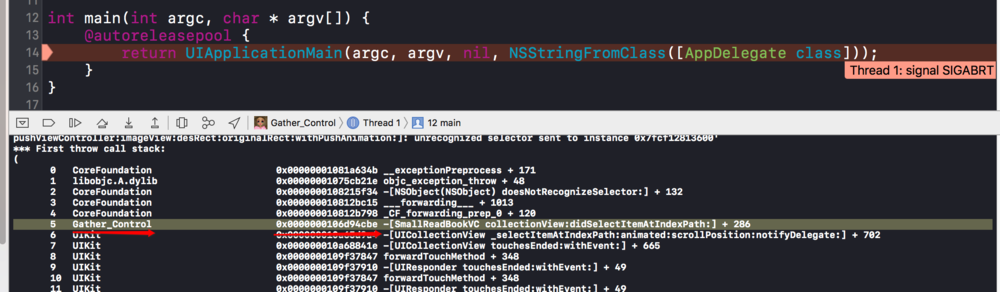 11
12 int main(int argc, char * argv[]) {
13 @autoreleasepool {
14 return UIApplicationMain(argc, argv, nil, NSStringFromClass([AppDelegate class]));
Thread 1: signal SIGABRT
15 }
16 }
17
Gather_Control Thread 1 12 main
pushViewController:imageView:desRect:originalRect:withPushAnimation:]: unrecognized selector sent to instance 0x7fcf12813600'
*** First throw call stack:
(
0 CoreFoundation 0x00000001081a634b __exceptionPreprocess + 171
1 libobjc.A.dylib 0x00000001075cb21e objc_exception_throw + 48
2 CoreFoundation 0x0000000108215f34 -[NSObject(NSObject) doesNotRecognizeSelector:] + 132
3 CoreFoundation 0x000000010812bc15 ___forwarding___ + 1013
4 CoreFoundation 0x000000010812b798 _CF_forwarding_prep_0 + 120
5 Gather_Control -[SmallReadBookVC collectionView:didSelectItemAtIndexPath:] + 286
6 UIKit -[UICollectionView _selectItemAtIndexPath:animated:scrollPosition:notifyDelegate:] + 702
7 UIKit 0x000000010a68841e -[UICollectionView touchesEnded:withEvent:] + 665
8 UIKit 0x0000000109f37847 forwardTouchMethod + 348
9 UIKit 0x0000000109f37910 -[UIResponder touchesEnded:withEvent:] + 49
10 UIKit 0x0000000109f37847 forwardTouchMethod + 348
11 UIKit 0x0000000109f37910 -[UIResponder touchesEnded:withEvent:] + 49